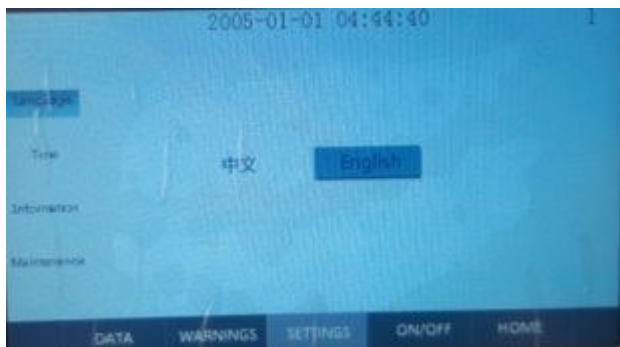 2005-01-01 04:44:40
Language
Time
中文 English
Information
Maintenance
DATA WARNINGS SETTINGS ON/OFF HOME